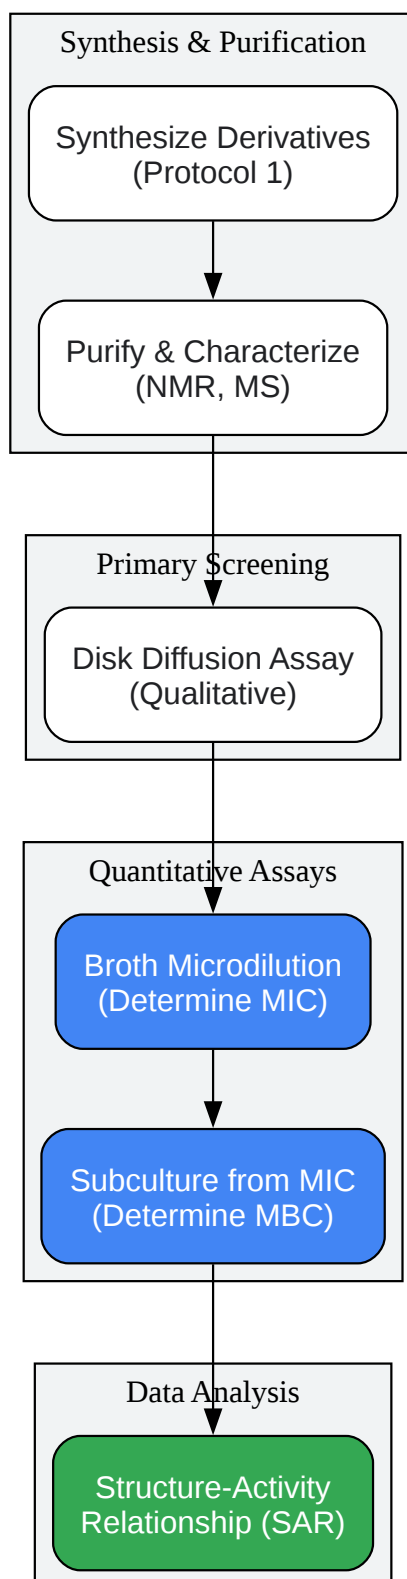 Synthesis & Purification
Synthesize Derivatives
(Protocol 1)
Purify & Characterize
(NMR, MS)
Primary Screening
Disk Diffusion Assay
(Qualitative)
Quantitative Assays
Broth Microdilution
(Determine MIC)
Subculture from MIC
(Determine MBC)
Data Analysis
Structure-Activity
Relationship (SAR)